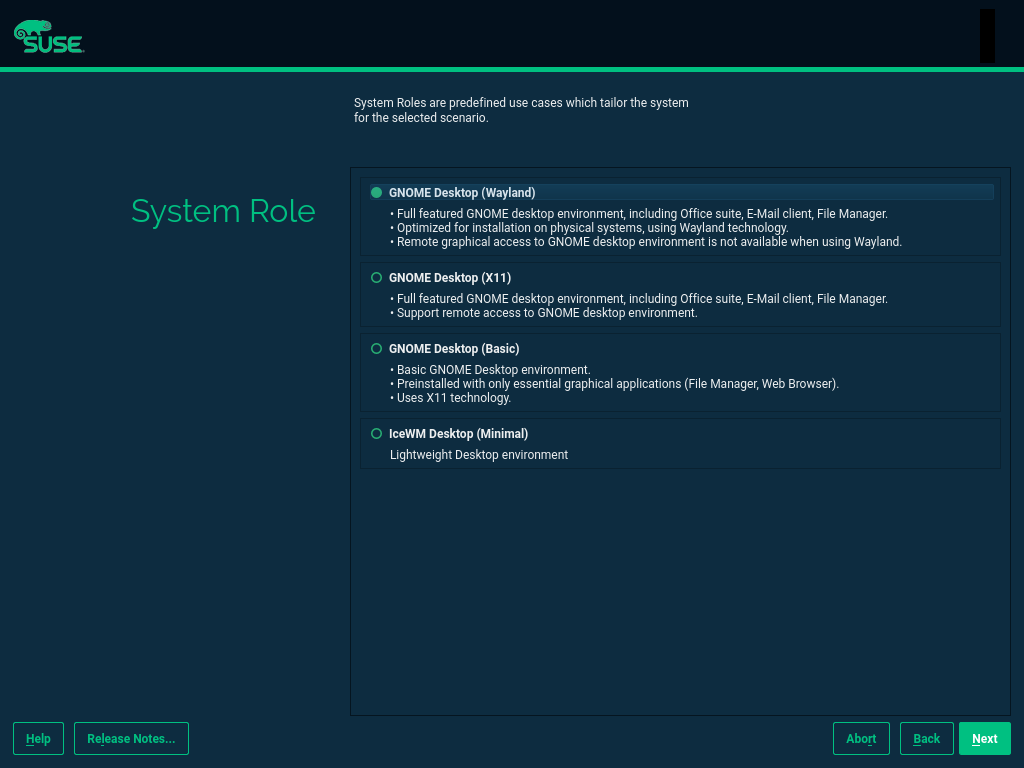 SUSE
System Roles are predefined use cases which tailor the system
for the selected scenario.
System Role
GNOME Desktop (Wayland)
• Full featured GNOME desktop environment, including Office suite, E-Mail client, File Manager.
• Optimized for installation on physical systems, using Wayland technology.
• Remote graphical access to GNOME desktop environment is not available when using Wayland.
GNOME Desktop (X11)
• Full featured GNOME desktop environment, including Office suite, E-Mail client, File Manager.
• Support remote access to GNOME desktop environment.
GNOME Desktop (Basic)
• Basic GNOME Desktop environment.
• Preinstalled with only essential graphical applications (File Manager, Web Browser).
• Uses X11 technology.
IceWM Desktop (Minimal)
Lightweight Desktop environment
Help
Release Notes...
Abort
Back
Next